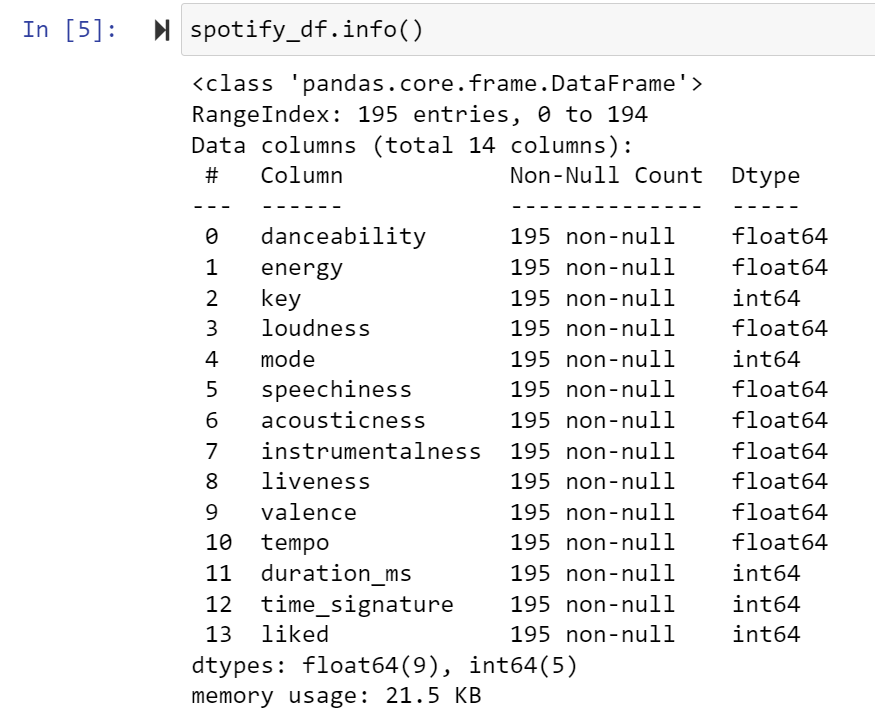 In [5]: spotify_df.info()
<class 'pandas.core.frame.DataFrame'>
RangeIndex: 195 entries, 0 to 194
Data columns (total 14 columns):
 #   Column            Non-Null Count  Dtype
---  ------            --------------  -----
 0   danceability      195 non-null    float64
 1   energy            195 non-null    float64
 2   key               195 non-null    int64
 3   loudness          195 non-null    float64
 4   mode              195 non-null    int64
 5   speechiness       195 non-null    float64
 6   acousticness      195 non-null    float64
 7   instrumentalness  195 non-null    float64
 8   liveness          195 non-null    float64
 9   valence           195 non-null    float64
 10  tempo             195 non-null    float64
 11  duration_ms       195 non-null    int64
 12  time_signature    195 non-null    int64
 13  liked             195 non-null    int64
dtypes: float64(9), int64(5)
memory usage: 21.5 KB